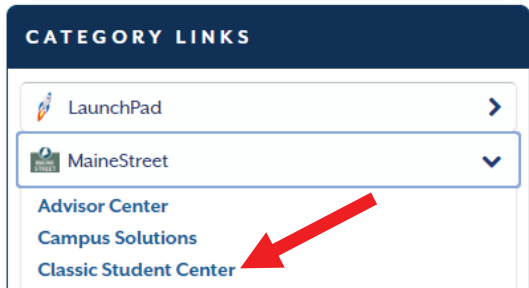 CATEGORY LINKS
LaunchPad
MaineStreet
Advisor Center
Campus Solutions
Classic Student Center